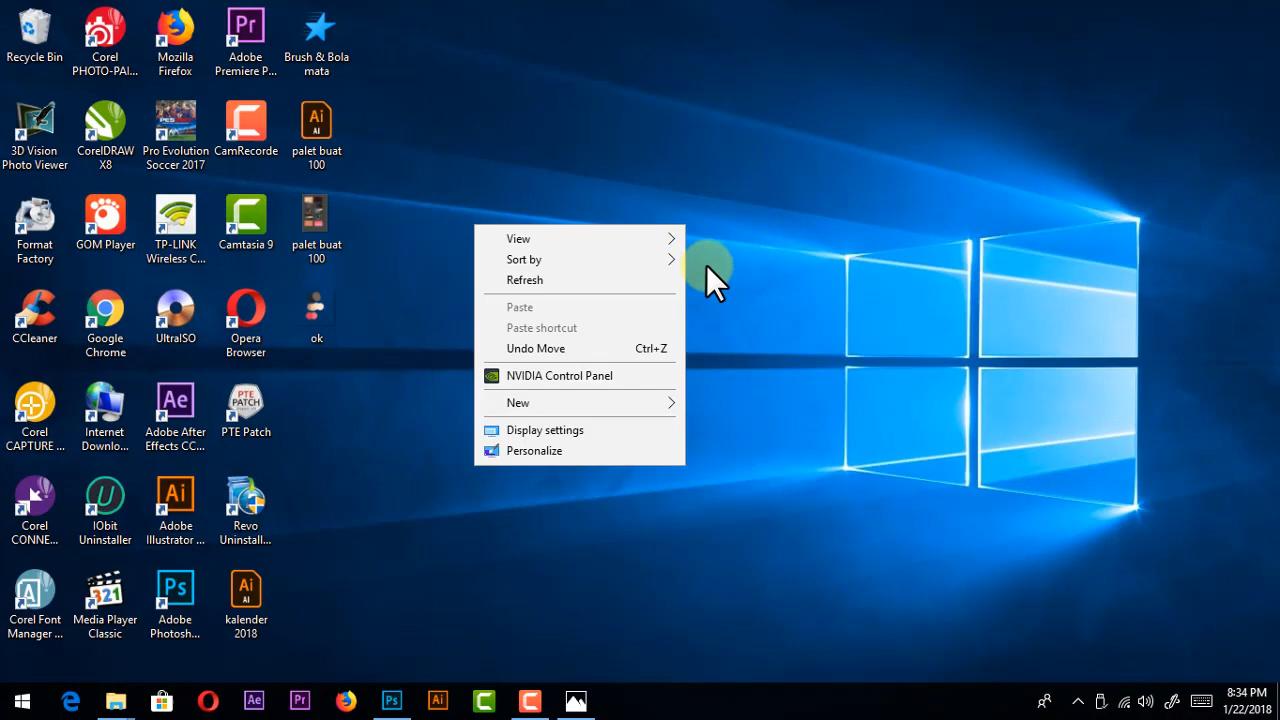 Recycle Bin
Corel
PHOTO-PAI...
Mozilla
Firefox
Adobe
Premiere P...
Brush & Bola
mata
3D Vision
Photo Viewer
CorelDRAW
X8
Pro Evolution
Soccer 2017
CamRecorde
palet buat
100
Format
Factory
GOM Player
TP-LINK
Wireless C...
Camtasia 9
palet buat
100
CCleaner
Google
Chrome
UltraISO
Opera
Browser
ok
Corel
CAPTURE ...
Internet
Downlo...
Adobe After
Effects CC...
PTE Patch
Corel
CONNE...
IObit
Uninstaller
Adobe
Illustrator ...
Revo
Uninstall...
Corel Font
Manager ...
Media Player
Classic
Adobe
Photosh...
kalender
2018
View
Sort by
Refresh
Paste
Paste shortcut
Undo Move Ctrl+Z
NVIDIA Control Panel
New
Display settings
Personalize
8:34 PM
1/22/2018